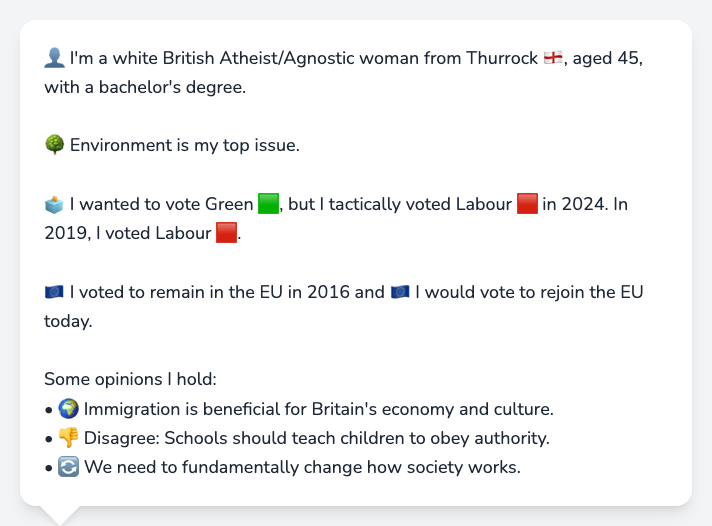 👤 I'm a white British Atheist/Agnostic woman from Thurrock 🏴󠁧󠁢󠁥󠁮󠁧󠁿, aged 45,
with a bachelor's degree.
🌳 Environment is my top issue.
🗳️ I wanted to vote Green 🟩, but I tactically voted Labour 🟥 in 2024. In
2019, I voted Labour 🟥.
🇪🇺 I voted to remain in the EU in 2016 and 🇪🇺 I would vote to rejoin the EU
today.
Some opinions I hold:
• 🌍 Immigration is beneficial for Britain's economy and culture.
• 👎 Disagree: Schools should teach children to obey authority.
• 🔄 We need to fundamentally change how society works.